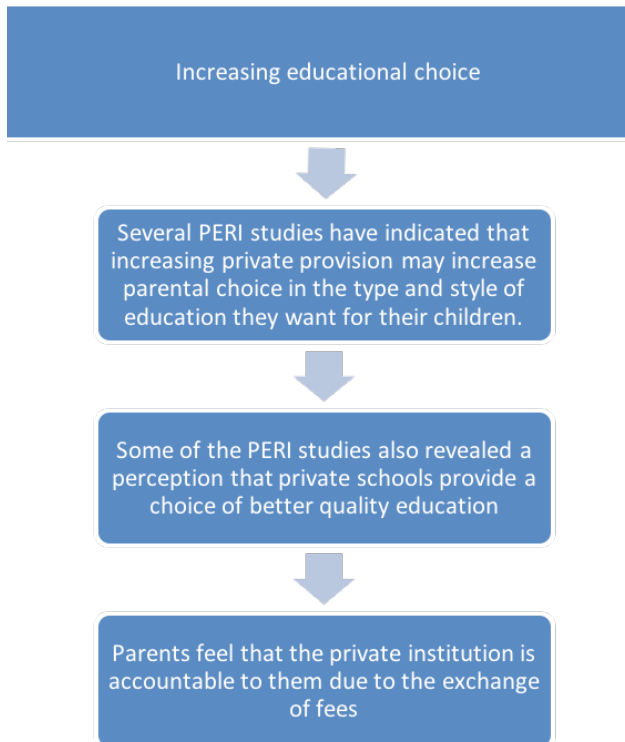 Increasing educational choice
Several PERI studies have indicated that
increasing private provision may increase
parental choice in the type and style of
education they want for their children.
Some of the PERI studies also revealed a
perception that private schools provide a
choice of better quality education
Parents feel that the private institution is
accountable to them due to the exchange
of fees